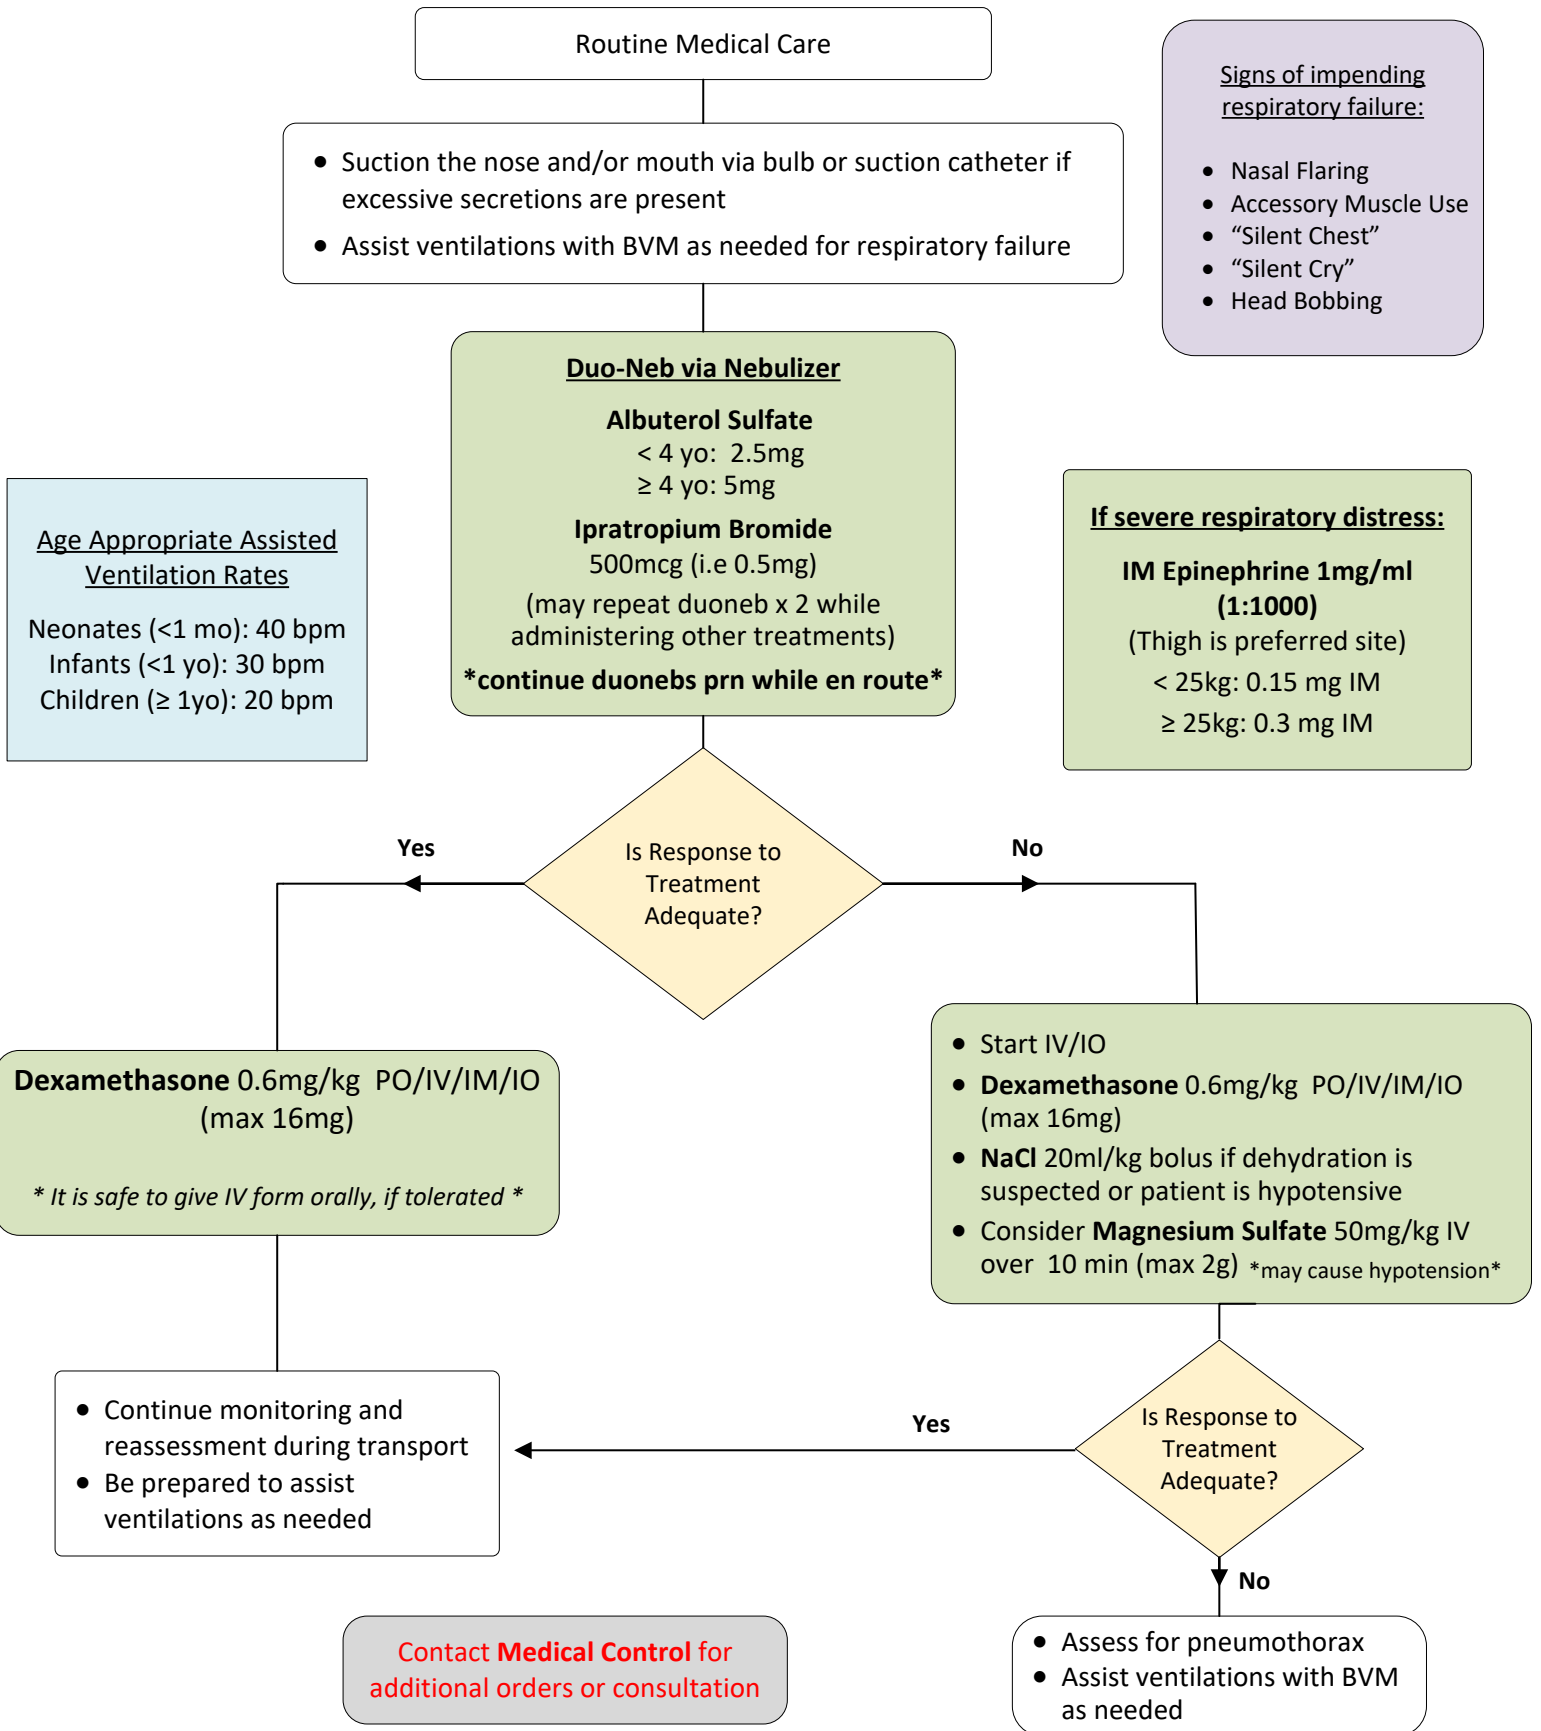 Routine Medical Care
Signs of impending
respiratory failure:
• Nasal Flaring
• Accessory Muscle Use
• “Silent Chest”
• “Silent Cry”
• Head Bobbing
• Suction the nose and/or mouth via bulb or suction catheter if
excessive secretions are present
• Assist ventilations with BVM as needed for respiratory failure
Duo-Neb via Nebulizer
Albuterol Sulfate
< 4 yo:  2.5mg
≥ 4 yo: 5mg
Ipratropium Bromide
500mcg (i.e 0.5mg)
(may repeat duoneb x 2 while
administering other treatments)
*continue duonebs prn while en route*
Age Appropriate Assisted
Ventilation Rates
Neonates (<1 mo): 40 bpm
Infants (<1 yo): 30 bpm
Children (≥ 1yo): 20 bpm
If severe respiratory distress:
IM Epinephrine 1mg/ml
(1:1000)
(Thigh is preferred site)
< 25kg: 0.15 mg IM
≥ 25kg: 0.3 mg IM
Is Response to
Treatment
Adequate?
Yes
No
Dexamethasone 0.6mg/kg  PO/IV/IM/IO
(max 16mg)
* It is safe to give IV form orally, if tolerated *
• Start IV/IO
• Dexamethasone 0.6mg/kg  PO/IV/IM/IO
(max 16mg)
• NaCl 20ml/kg bolus if dehydration is
suspected or patient is hypotensive
• Consider Magnesium Sulfate 50mg/kg IV
over  10 min (max 2g) *may cause hypotension*
• Continue monitoring and
reassessment during transport
• Be prepared to assist
ventilations as needed
Yes
Is Response to
Treatment
Adequate?
No
Contact Medical Control for
additional orders or consultation
• Assess for pneumothorax
• Assist ventilations with BVM
as needed